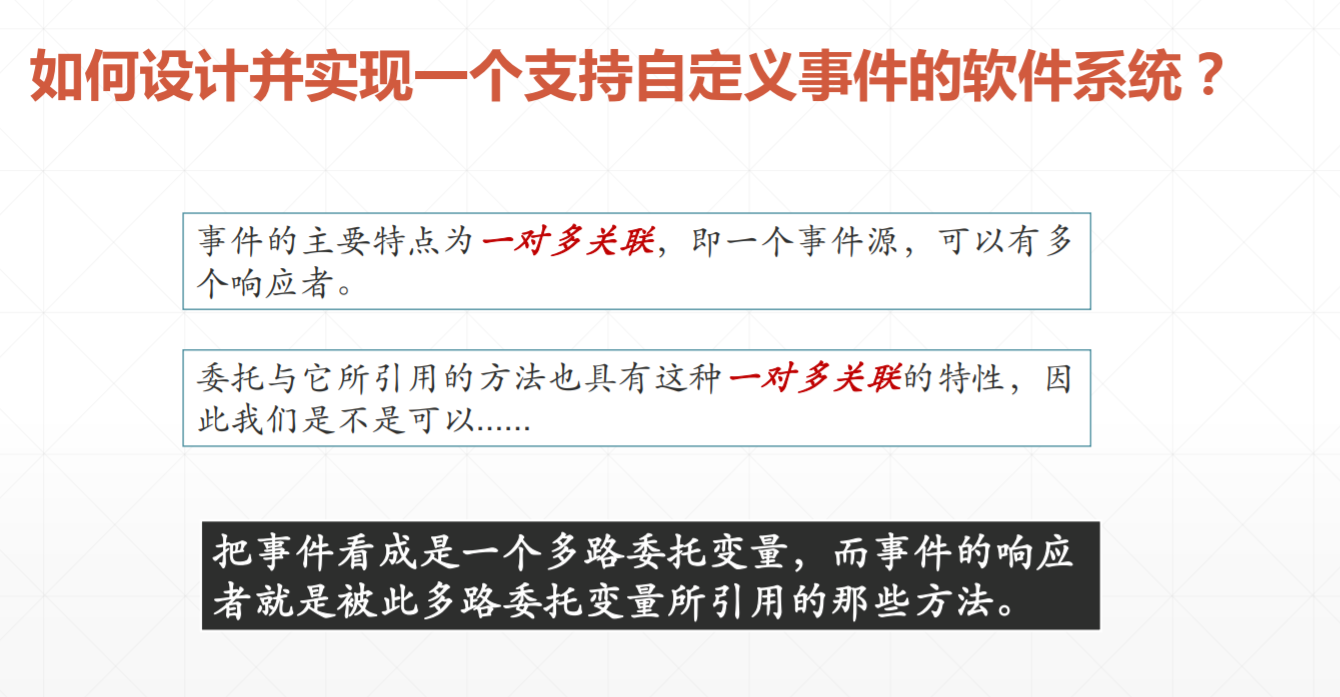 如何设计并实现一个支持自定义事件的软件系统？
事件的主要特点为一对多关联，即一个事件源，可以有多
个响应者。
委托与它所引用的方法也具有这种一对多关联的特性，因
此我们是不是可以……
把事件看成是一个多路委托变量，而事件的响应
者就是被此多路委托变量所引用的那些方法。